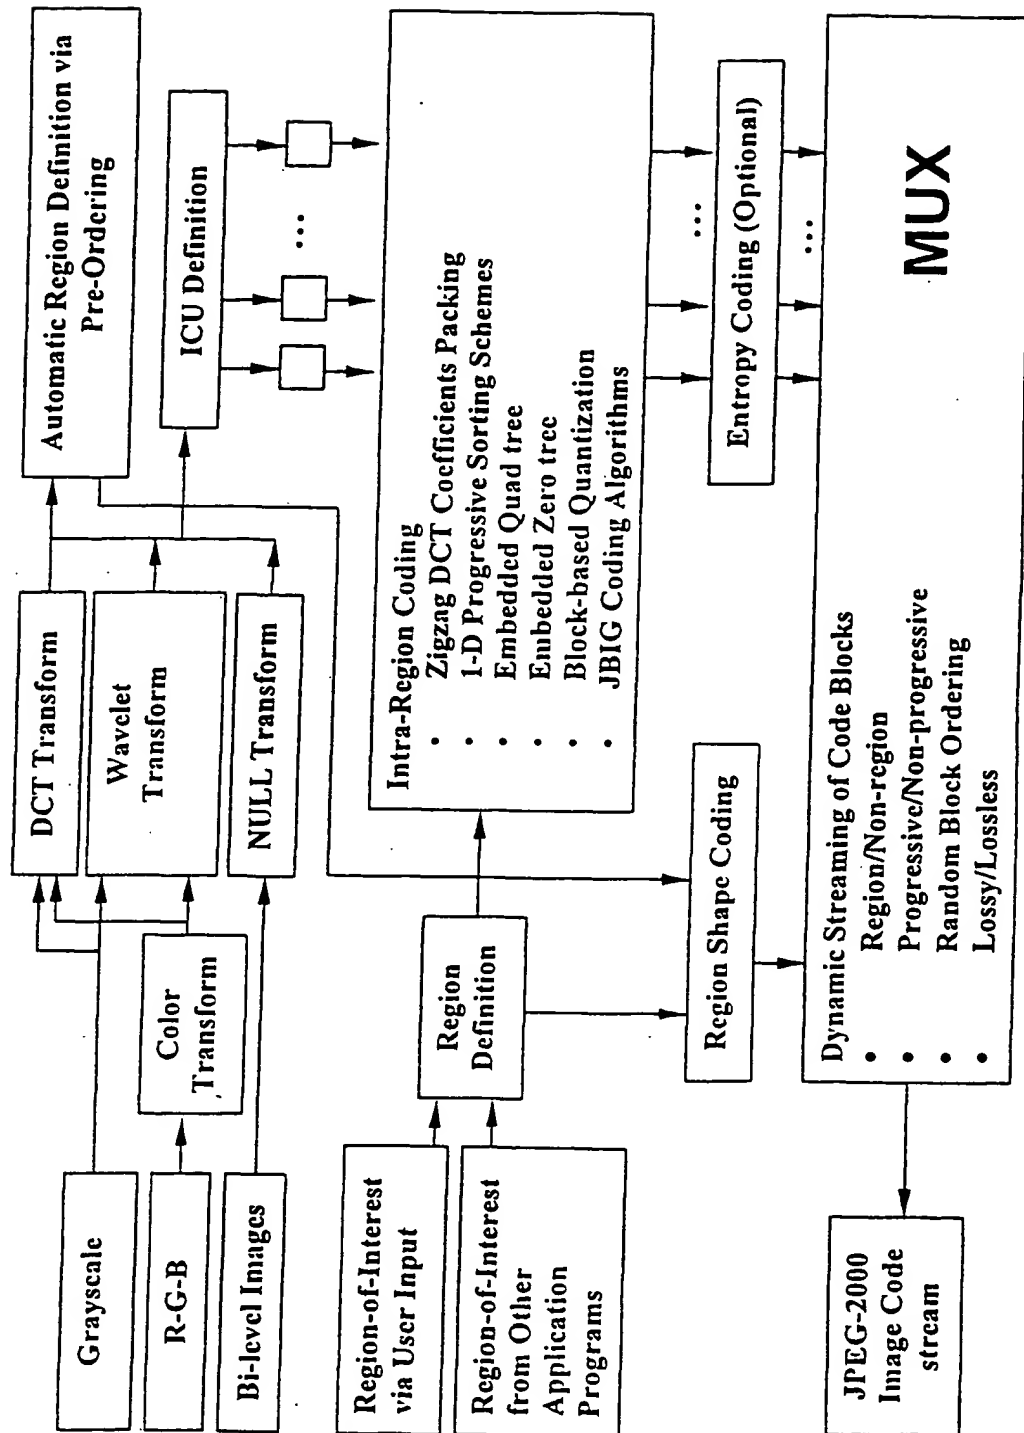 Grayscale
R-G-B
Bi-level Images
Color
Transform
DCT Transform
Wavelet
Transform
NULL Transform
Automatic Region Definition via
Pre-Ordering
ICU Definition
...
Region-of-Interest
via User Input
Region-of-Interest
from Other
Application
Programs
Region
Definition
Intra-Region Coding
• Zigzag DCT Coefficients Packing
• 1-D Progressive Sorting Schemes
• Embedded Quad tree
• Embedded Zero tree
• Block-based Quantization
• JBIG Coding Algorithms
...
Region Shape Coding
Entropy Coding (Optional)
...
Dynamic Streaming of Code Blocks
• Region/Non-region
• Progressive/Non-progressive
• Random Block Ordering
• Lossy/Lossless
MUX
JPEG-2000
Image Code
stream